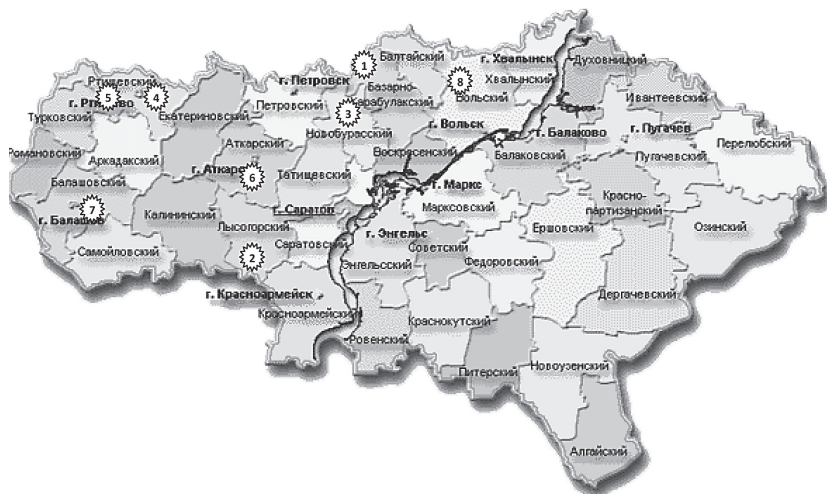 1
Балтайский
г. Хвалынск
Духовницкий
Ртищевский
г. Петровск
8
Хвалынский
5
4
Базарно-
Карабулакский
Вольский
Ивантеевский
Турковский
Екатериновский
Петровский
3
Новобурасский
г. Вольск
г. Балаково
г. Пугачев
Романовский
Аркадакский
Аткарский
Воскресенский
Балаковский
Пугачевский
Перелюбский
г. Аткарск
6
Татищевский
г. Маркс
Балашовский
Марксовский
Красно-
партизанский
7
г. Балашов
Калининский
г. Саратов
Лысогорский
Саратовский
г. Энгельс
Ершовский
Озинский
Самойловский
2
Советский
Энгельсский
Федоровский
г. Красноармейск
Дергачевский
Красноармейский
Краснокутский
Ровенский
Питерский
Новоузенский
Алгайский